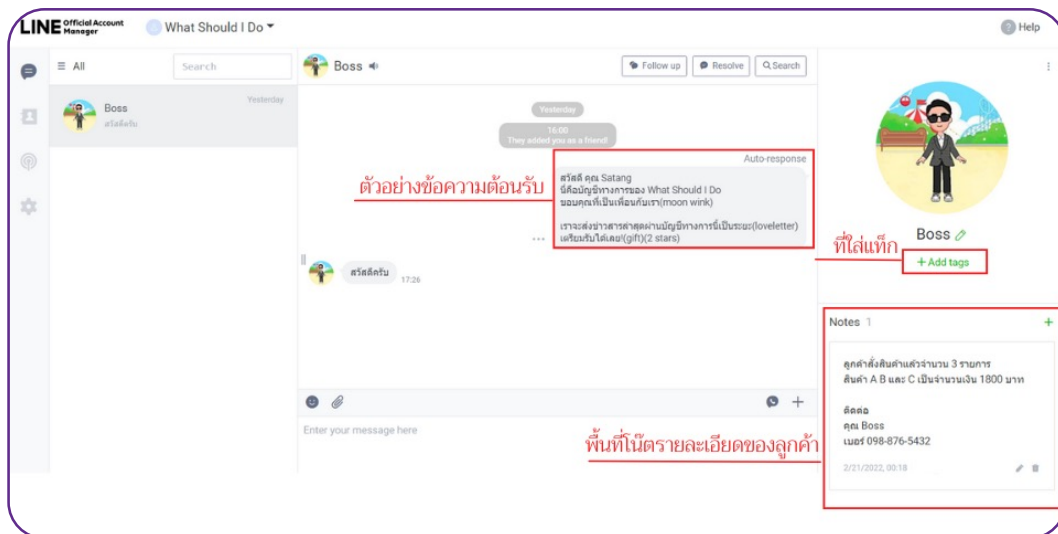 LINE Official Account Manager
What Should I Do
Help
All
Search
Boss
Follow up
Resolve
Search
Boss
Yesterday
สวัสดีครับ
Yesterday
16:00
They added you as a friend!
Auto-response
ตัวอย่างข้อความต้อนรับ
สวัสดี คุณ Satang
นี่คือบัญชีทางการของ What Should I Do
ขอบคุณที่เป็นเพื่อนกับเรา(moon wink)
เราจะส่งข่าวสารล่าสุดผ่านบัญชีทางการนี้เป็นระยะ(loveletter)
เตรียมรับได้เลย!(gift)(2 stars)
สวัสดีครับ
17:26
Boss
ที่ใส่แท็ก
+ Add tags
Notes 1
+
ลูกค้าสั่งสินค้าแล้วจำนวน 3 รายการ
สินค้า A B และ C เป็นจำนวนเงิน 1800 บาท
ติดต่อ
คุณ Boss
เบอร์ 098-876-5432
2/21/2022, 00:18
Enter your message here
พื้นที่โน๊ตรายละเอียดของลูกค้า